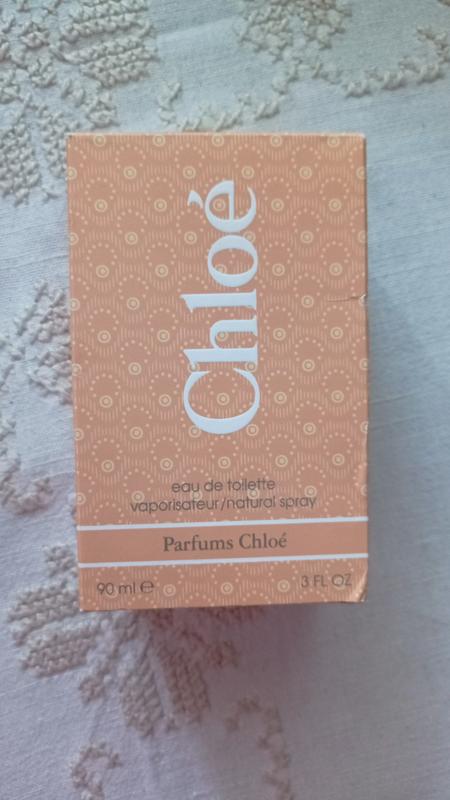 Chloé
eau de toilette
vaporisateur/natural spray
Parfums Chloé
90 ml ℮
3 FL OZ